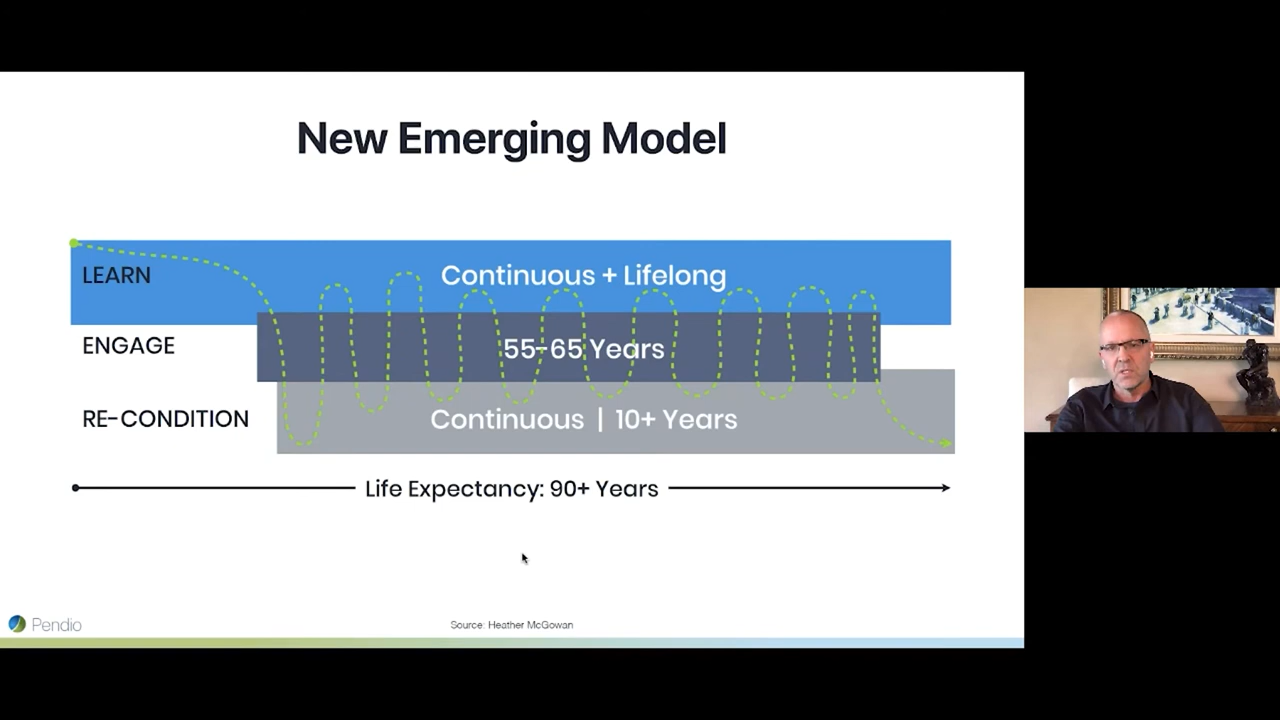 New Emerging Model
LEARN
Continuous + Lifelong
ENGAGE
55-65 Years
RE-CONDITION
Continuous | 10+ Years
Life Expectancy: 90+ Years
Pendio
Source: Heather McGowan